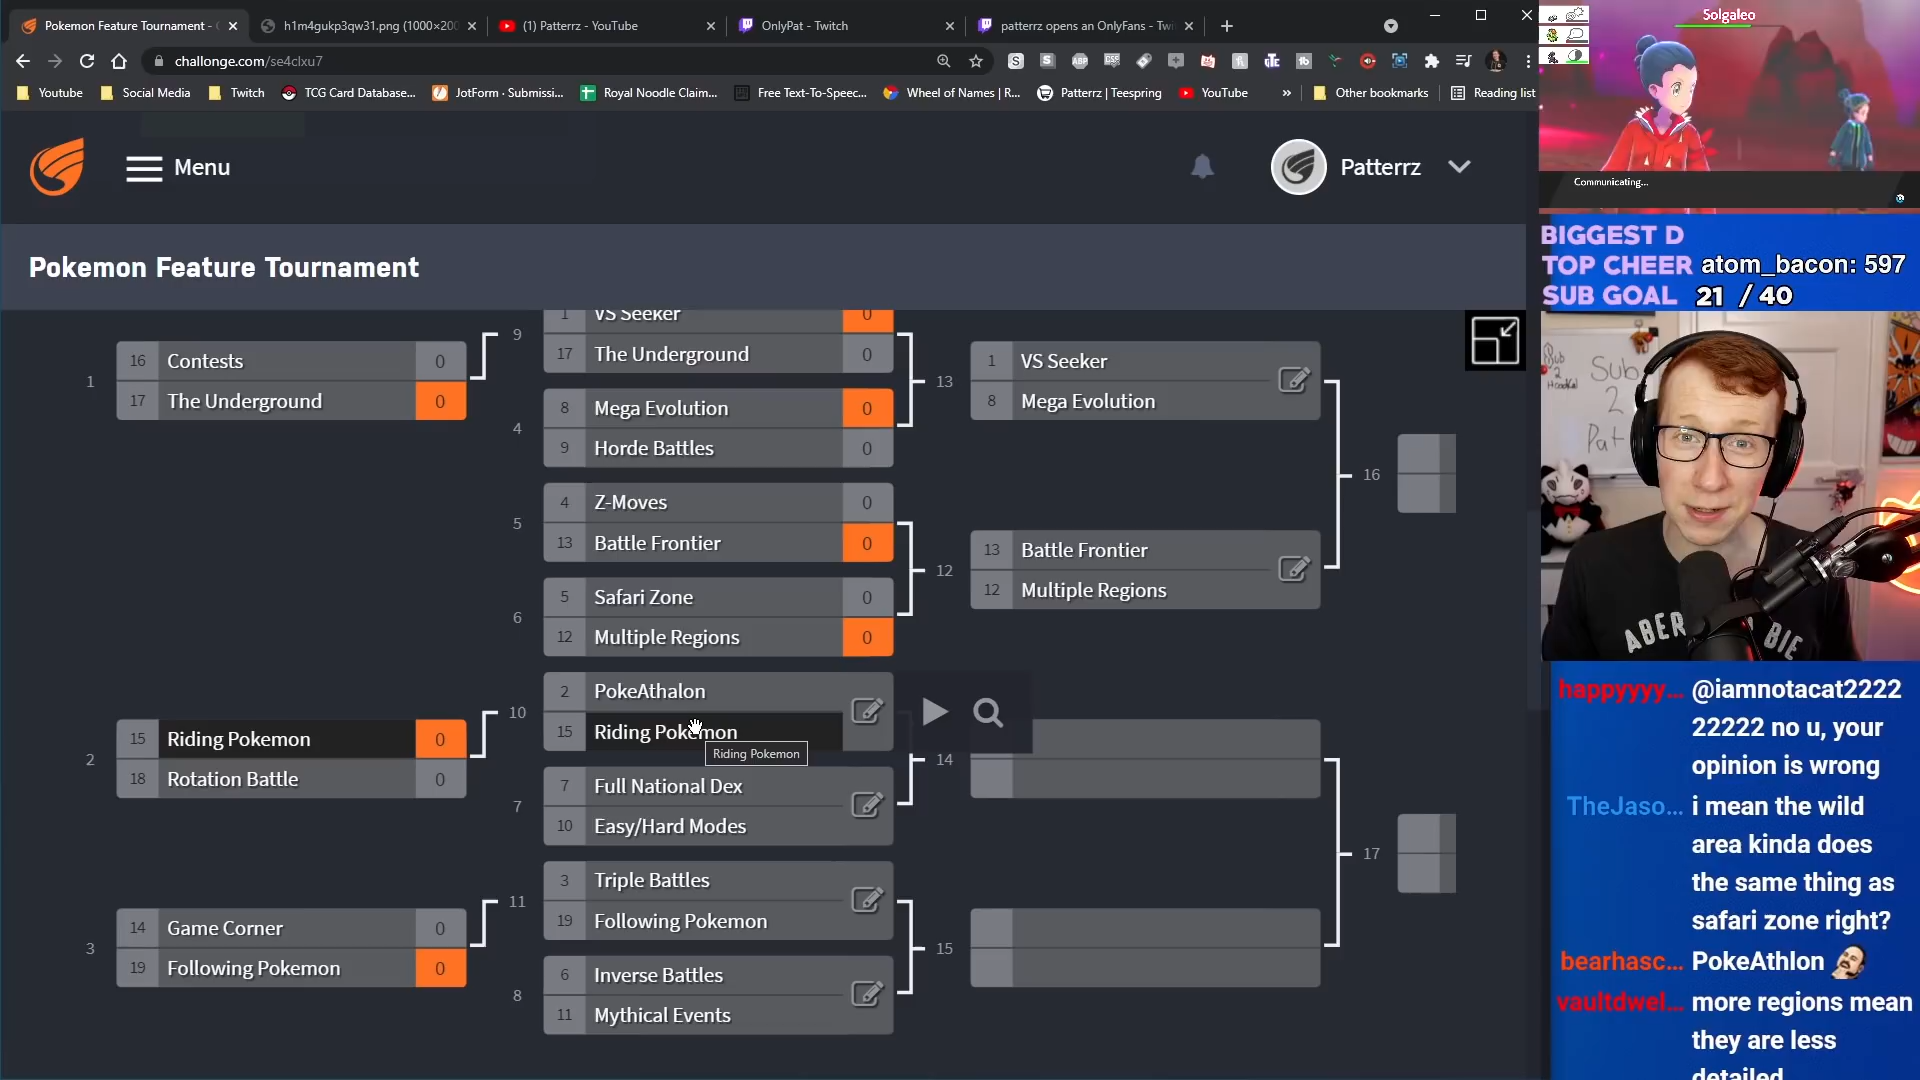 Pokemon Feature Tournament -
h1m4gukp3qw31.png (1000×200
(1) Patterrz - YouTube
OnlyPat - Twitch
patterrz opens an OnlyFans - Twi
challonge.com/se4clxu7
Youtube
Social Media
Twitch
TCG Card Database...
JotForm · Submissi...
Royal Noodle Claim...
Free Text-To-Speec...
Wheel of Names | R...
Patterrz | Teespring
YouTube
»
Other bookmarks
Reading list
Menu
Patterrz
Pokemon Feature Tournament
1
16 Contests 0
17 The Underground 0
2
15 Riding Pokemon 0
18 Rotation Battle 0
3
14 Game Corner 0
19 Following Pokemon 0
9
1 VS Seeker 0
17 The Underground 0
4
8 Mega Evolution 0
9 Horde Battles 0
5
4 Z-Moves 0
13 Battle Frontier 0
6
5 Safari Zone 0
12 Multiple Regions 0
10
2 PokeAthalon
15 Riding Pokemon
Riding Pokemon
7
7 Full National Dex
10 Easy/Hard Modes
11
3 Triple Battles
19 Following Pokemon
8
6 Inverse Battles
11 Mythical Events
13
1 VS Seeker
8 Mega Evolution
12
13 Battle Frontier
12 Multiple Regions
14
15
16
17
Solgaleo
Communicating...
BIGGEST D
TOP CHEER atom_bacon: 597
SUB GOAL 21 / 40
Sub
2
Pat
ABER
happyyyy... @iamnotacat2222
22222 no u, your
opinion is wrong
TheJaso... i mean the wild
area kinda does
the same thing as
safari zone right?
bearhasc... PokeAthlon
vaultdwel... more regions mean
they are less
detailed